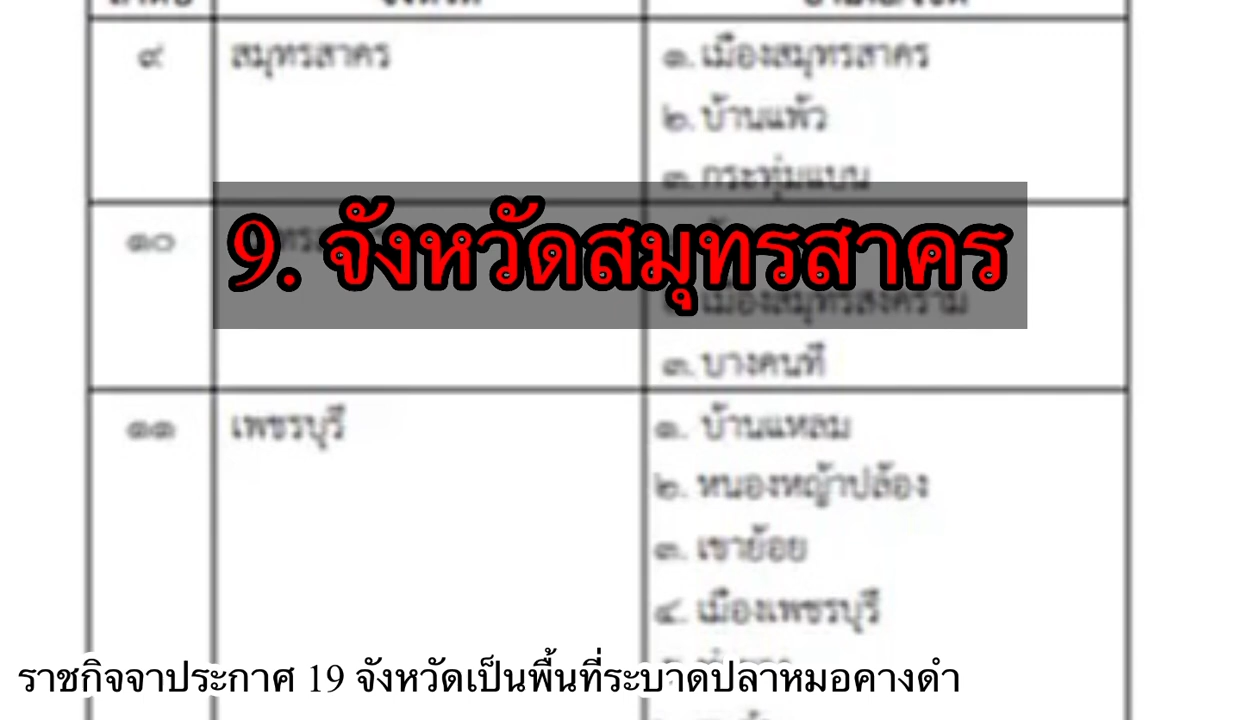 ๙ สมุทรสาคร ๑. เมืองสมุทรสาคร
๒. บ้านแพ้ว
๓. กระทุ่มแบน
๑๐
9. จังหวัดสมุทรสาคร
เมืองสมุทรสงคราม
๓. บางคนที
๑๑ เพชรบุรี ๑. บ้านแหลม
๒. หนองหญ้าปล้อง
๓. เขาย้อย
๔. เมืองเพชรบุรี
ราชกิจจาประกาศ 19 จังหวัดเป็นพื้นที่ระบาดปลาหมอคางดำ